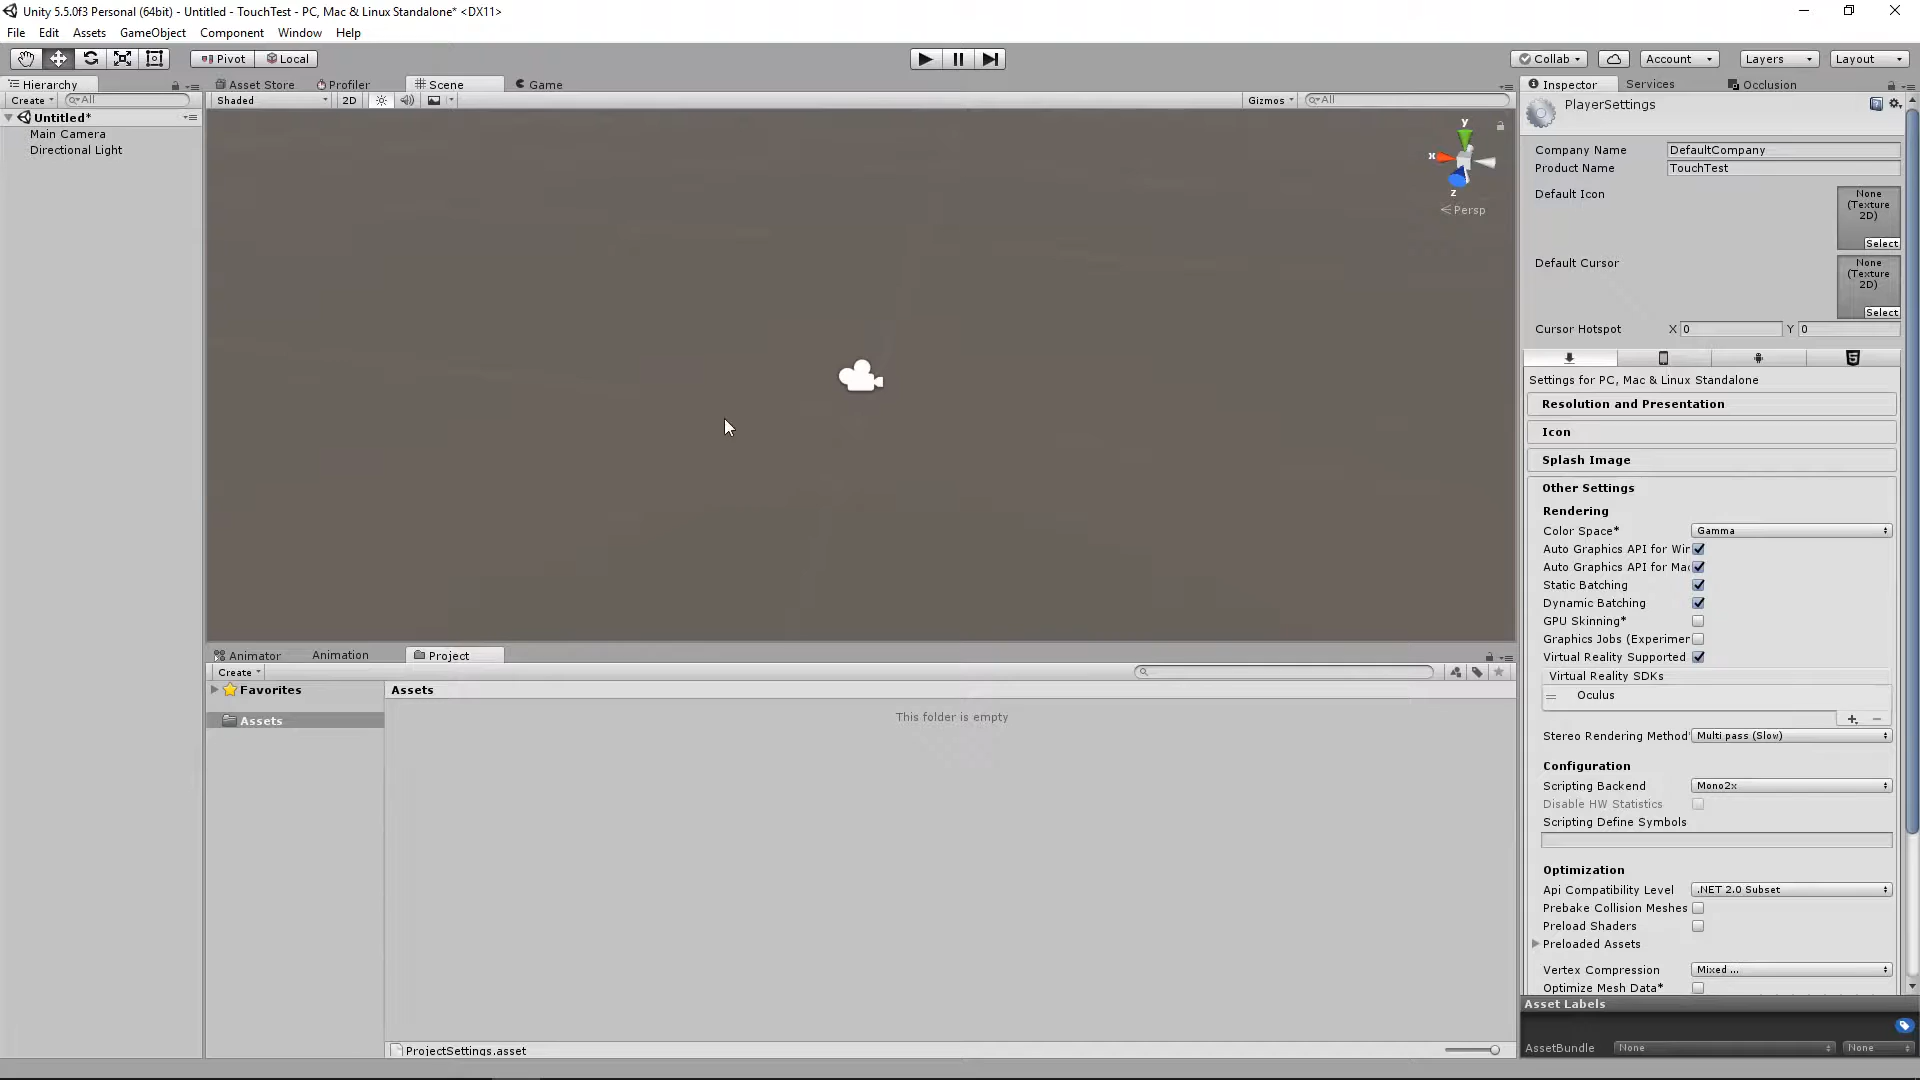 Unity 5.5.0f3 Personal (64bit) - Untitled - TouchTest - PC, Mac & Linux Standalone* <DX11>
File Edit Assets GameObject Component Window Help
Pivot Local Collab Account Layers Layout
Hierarchy Asset Store Profiler Scene Game Inspector Services Occlusion
Create All Shaded 2D Gizmos All
Untitled*
Main Camera
Directional Light
y
x
z
Persp
PlayerSettings
Company Name DefaultCompany
Product Name TouchTest
Default Icon
None
(Texture
2D)
Select
Default Cursor
None
(Texture
2D)
Select
Cursor Hotspot X 0 Y 0
Settings for PC, Mac & Linux Standalone
Resolution and Presentation
Icon
Splash Image
Other Settings
Rendering
Color Space* Gamma
Auto Graphics API for Win
Auto Graphics API for Mac
Static Batching
Dynamic Batching
GPU Skinning*
Graphics Jobs (Experimer
Virtual Reality Supported
Virtual Reality SDKs
Oculus
Stereo Rendering Method* Multi pass (Slow)
Configuration
Scripting Backend Mono2x
Disable HW Statistics
Scripting Define Symbols
Optimization
Api Compatibility Level .NET 2.0 Subset
Prebake Collision Meshes
Preload Shaders
Preloaded Assets
Vertex Compression Mixed ...
Optimize Mesh Data*
Asset Labels
AssetBundle None None
Animator Animation Project
Create
Favorites
Assets
Assets
This folder is empty
ProjectSettings.asset